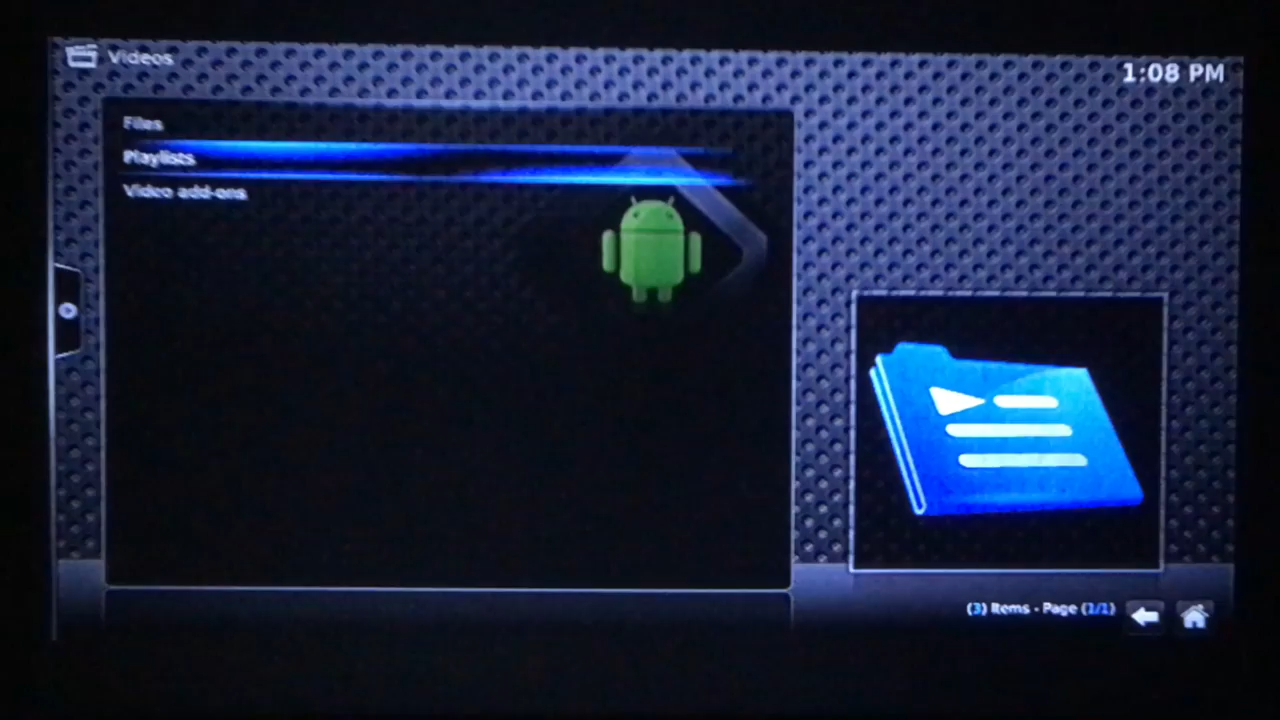 Videos
1:08 PM
Files
Playlists
Video add-ons
(3) Items - Page (1/1)